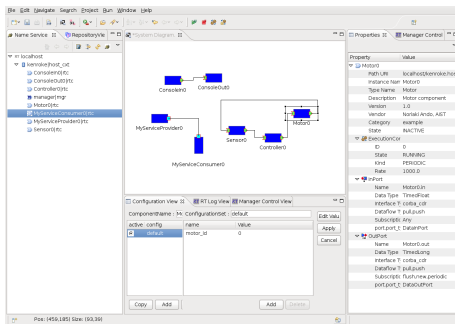 File Edit Navigate Search Project Run Window Help
Name Service
RepositoryVie
System Diagram
Properties
Manager Control
localhost
kenroke|host_cxt
ConsoleIn0|rtc
ConsoleOut0|rtc
Controller0|rtc
manager|mgr
Motor0|rtc
MyServiceConsumer0|rtc
MyServiceProvider0|rtc
Sensor0|rtc
ConsoleIn0
ConsoleOut0
MyServiceProvider0
MyServiceConsumer0
Sensor0
Controller0
Motor0
Property Value
Motor0
Path URI localhost/kenroke.hos
Instance Nam Motor0
Type Name Motor
Description Motor component
Version 1.0
Vendor Noriaki Ando, AIST
Category example
State INACTIVE
ExecutionCor
ID 0
State RUNNING
Kind PERIODIC
Rate 1000.0
InPort
Name Motor0.in
Data Type TimedFloat
Interface T corba_cdr
Dataflow T pull,push
Subscriptic Any
port.port_t DataInPort
OutPort
Name Motor0.out
Data Type TimedLong
Interface T corba_cdr
Dataflow T pull,push
Subscriptic flush,new,periodic
port.port_t DataOutPort
Configuration View
RT Log View
Manager Control View
ComponentName : Mo ConfigurationSet : default
Edit Valu
Apply
Cancel
active config
name Value
default
motor_id 0
Copy Add
Add Delete
Pos: (459,185) Size: (93,39)